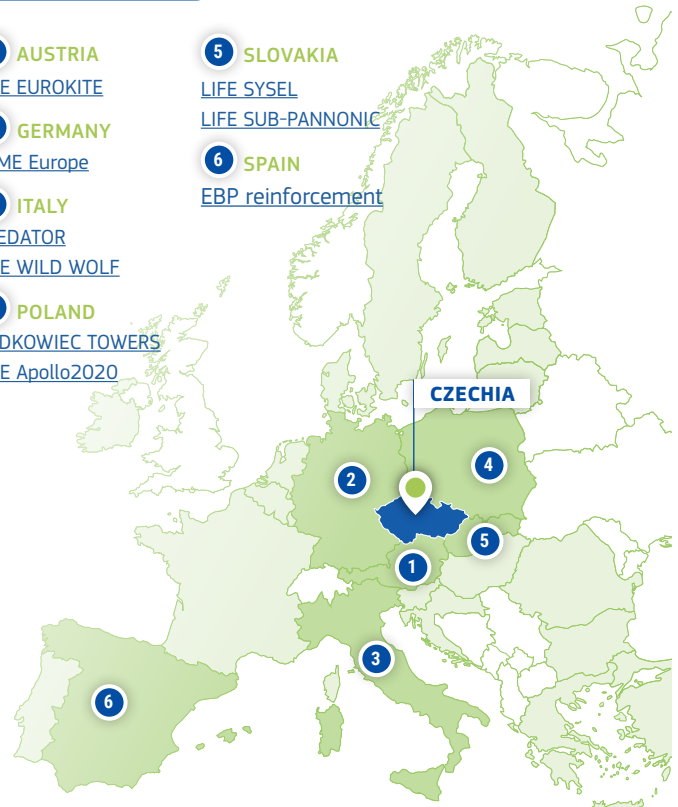 AUSTRIA
E EUROKITE
GERMANY
ME Europe
ITALY
EDATOR
E WILD WOLF
POLAND
DKOWIEC TOWERS
E Apollo2020
5 SLOVAKIA
LIFE SYSEL
LIFE SUB-PANNONIC
6 SPAIN
EBP reinforcement
CZECHIA
2
4
5
1
3
6